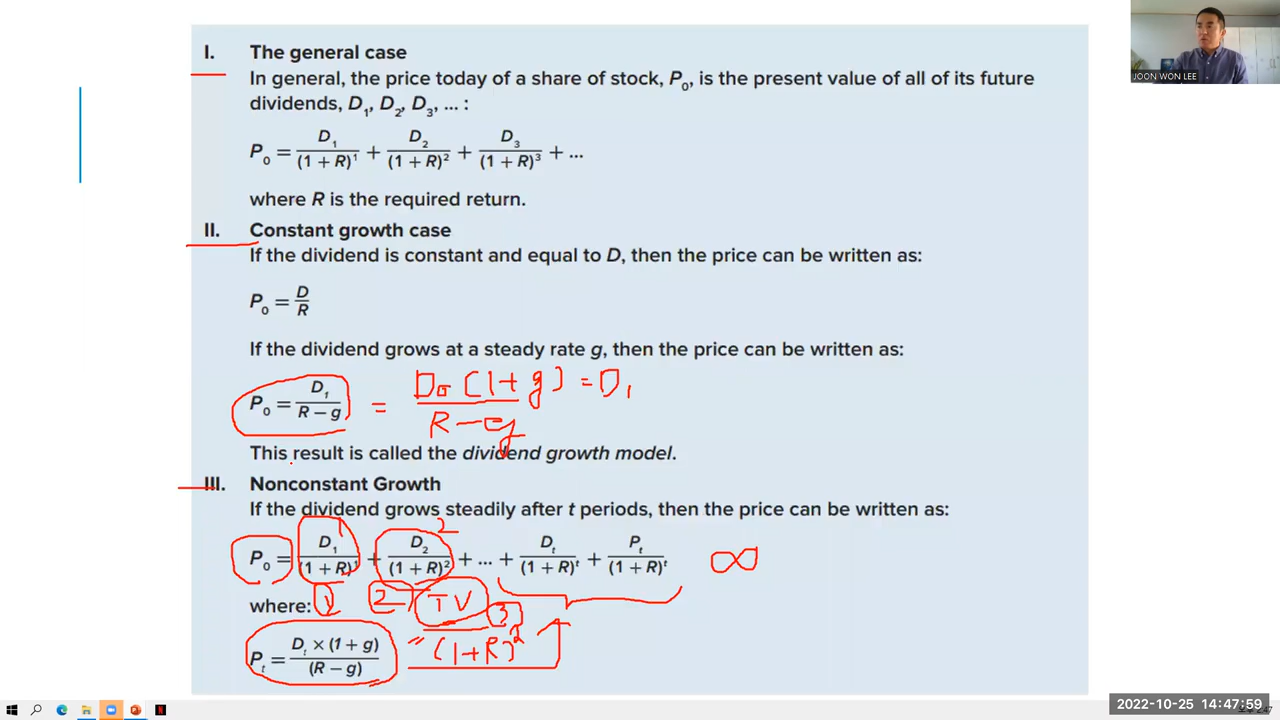 JOON WON LEE
I. The general case
In general, the price today of a share of stock, P₀, is the present value of all of its future
dividends, D₁, D₂, D₃, ... :
P₀ = D₁/(1 + R)¹ + D₂/(1 + R)² + D₃/(1 + R)³ + ...
where R is the required return.
II. Constant growth case
If the dividend is constant and equal to D, then the price can be written as:
P₀ = D/R
If the dividend grows at a steady rate g, then the price can be written as:
P₀ = D₁/(R − g) = D₀(1+g)/(R−g) = D₁
This result is called the dividend growth model.
III. Nonconstant Growth
If the dividend grows steadily after t periods, then the price can be written as:
P₀ = D₁/(1 + R)¹ + D₂/(1 + R)² + ... + Dₜ/(1 + R)ᵗ + Pₜ/(1 + R)ᵗ ∞
1 2
where: 1 2 TV 3
Pₜ = Dₜ × (1 + g)/(R − g) (1+R)²
2022-10-25 14:47:59